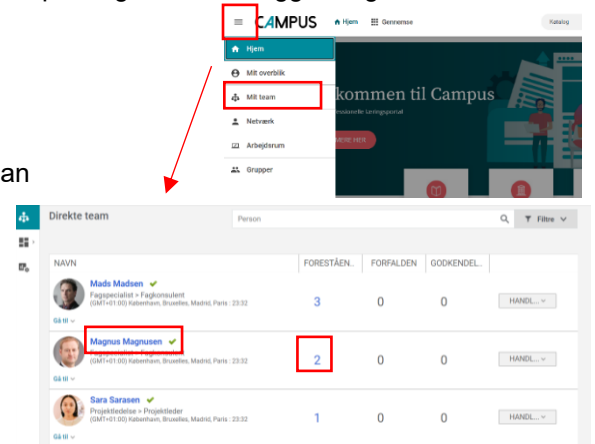 CAMPUS Hjem Gennemse Katalog
Hjem
Mit overblik
Mit team
Netværk
Arbejdsrum
Grupper
kommen til Campus
an
Direkte team Person Filtre
NAVN FORESTÅEN.. FORFALDEN GODKENDEL..
Mads Madsen
Fagspecialist > Fagkonsulent
(GMT+01:00) København, Bruxelles, Madrid, Paris : 23:32
3 0 0 HANDL...
Gå til
Magnus Magnusen
Fagspecialist > Fagkonsulent
(GMT+01:00) København, Bruxelles, Madrid, Paris : 23:32
2 0 0 HANDL...
Gå til
Sara Sarasen
Projektledelse > Projektleder
(GMT+01:00) København, Bruxelles, Madrid, Paris : 23:32
1 0 0 HANDL...
Gå til